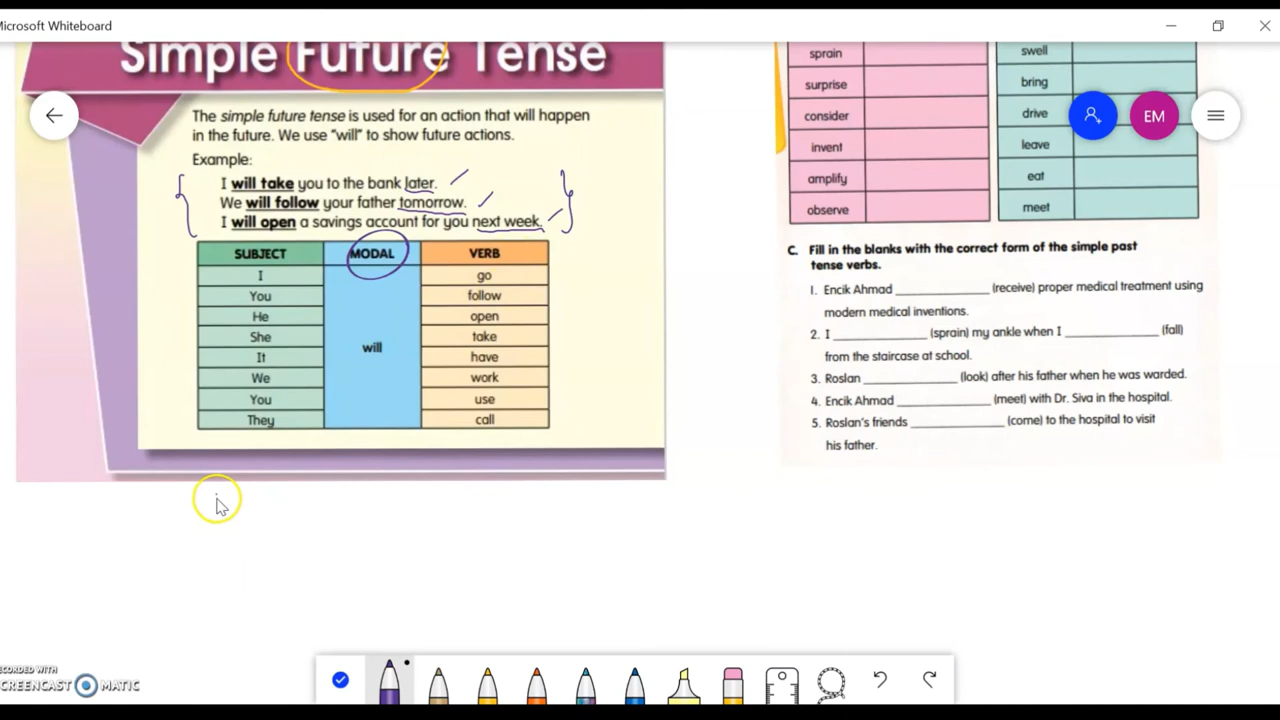 Microsoft Whiteboard
Simple Future Tense
The simple future tense is used for an action that will happen
in the future. We use "will" to show future actions.
Example:
I will take you to the bank later.
We will follow your father tomorrow.
I will open a savings account for you next week.
SUBJECT MODAL VERB
I go
You follow
He open
She take
It will have
We work
You use
They call
sprain swell
surprise bring
consider drive
invent leave
amplify eat
observe meet
EM
C. Fill in the blanks with the correct form of the simple past
tense verbs.
1. Encik Ahmad ____________ (receive) proper medical treatment using
modern medical inventions.
2. I ____________ (sprain) my ankle when I ____________ (fall)
from the staircase at school.
3. Roslan ____________ (look) after his father when he was warded.
4. Encik Ahmad ____________ (meet) with Dr. Siva in the hospital.
5. Roslan's friends ____________ (come) to the hospital to visit
his father.
RECORDED WITH
SCREENCAST MATIC